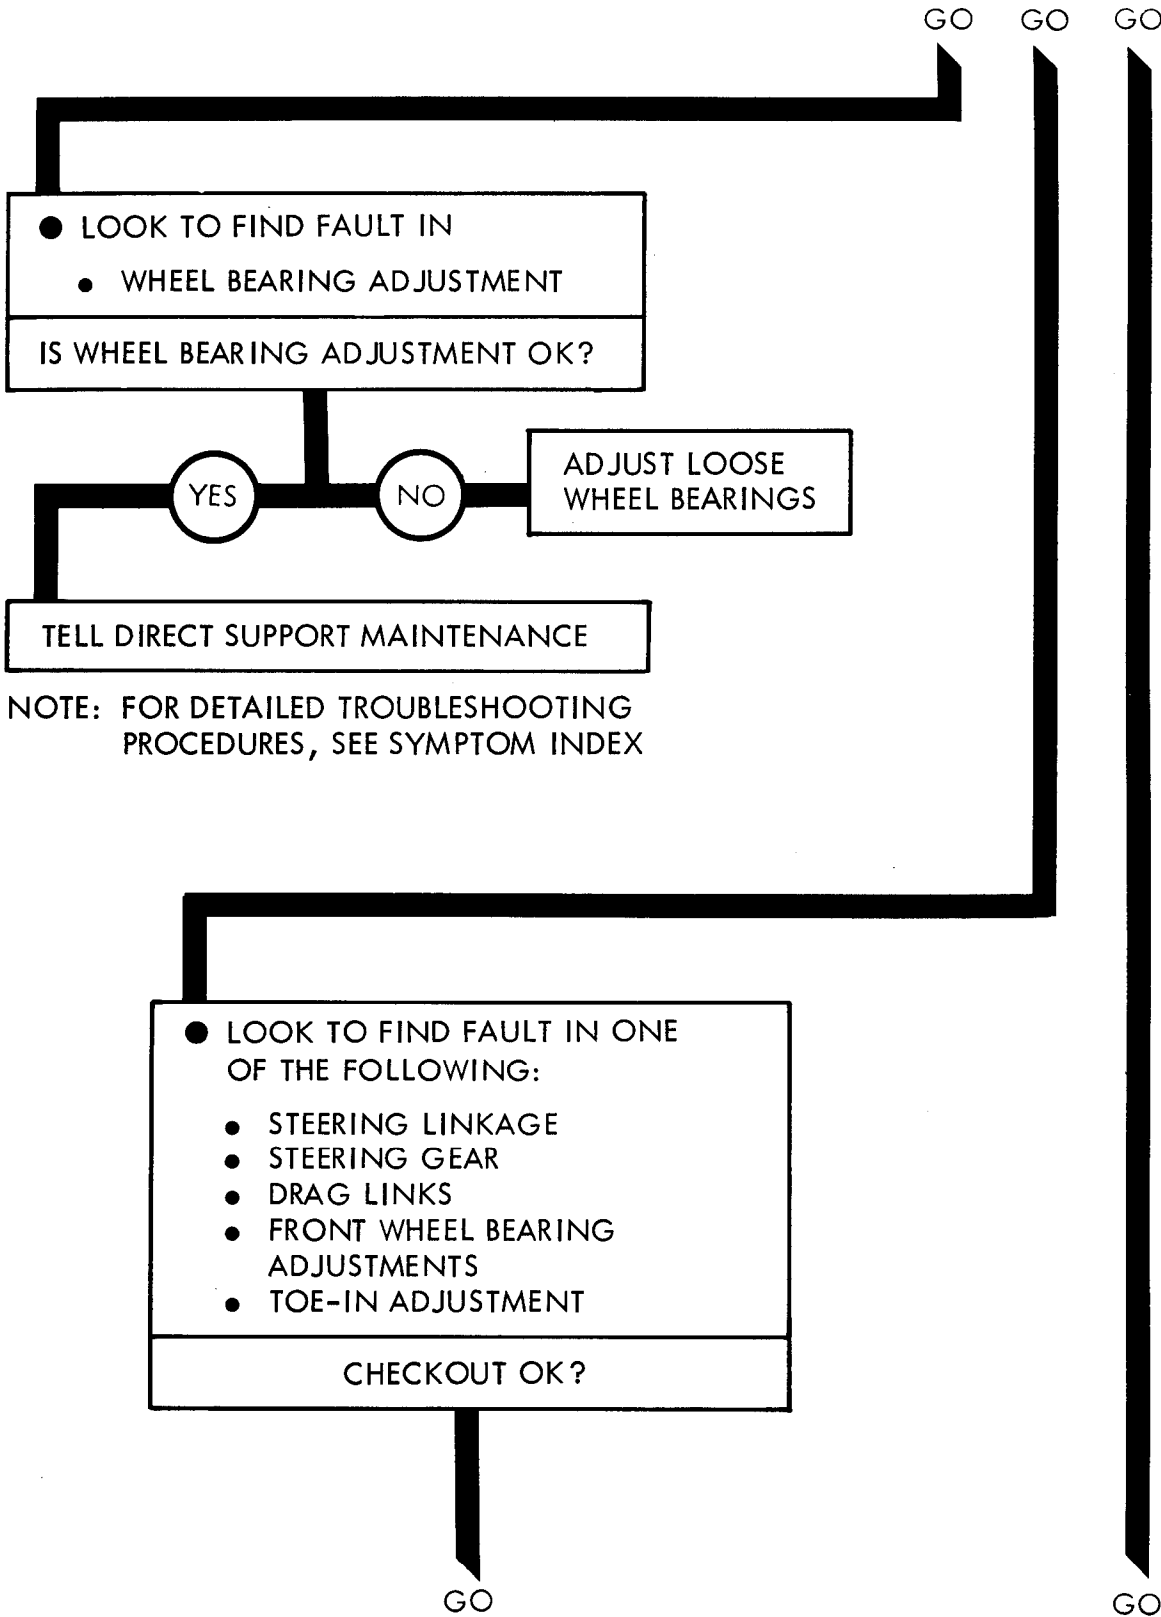 GO GO GO
● LOOK TO FIND FAULT IN
● WHEEL BEARING ADJUSTMENT
IS WHEEL BEARING ADJUSTMENT OK?
YES
NO
ADJUST LOOSE
WHEEL BEARINGS
TELL DIRECT SUPPORT MAINTENANCE
NOTE: FOR DETAILED TROUBLESHOOTING
PROCEDURES, SEE SYMPTOM INDEX
● LOOK TO FIND FAULT IN ONE
OF THE FOLLOWING:
● STEERING LINKAGE
● STEERING GEAR
● DRAG LINKS
● FRONT WHEEL BEARING
ADJUSTMENTS
● TOE-IN ADJUSTMENT
CHECKOUT OK?
GO
GO